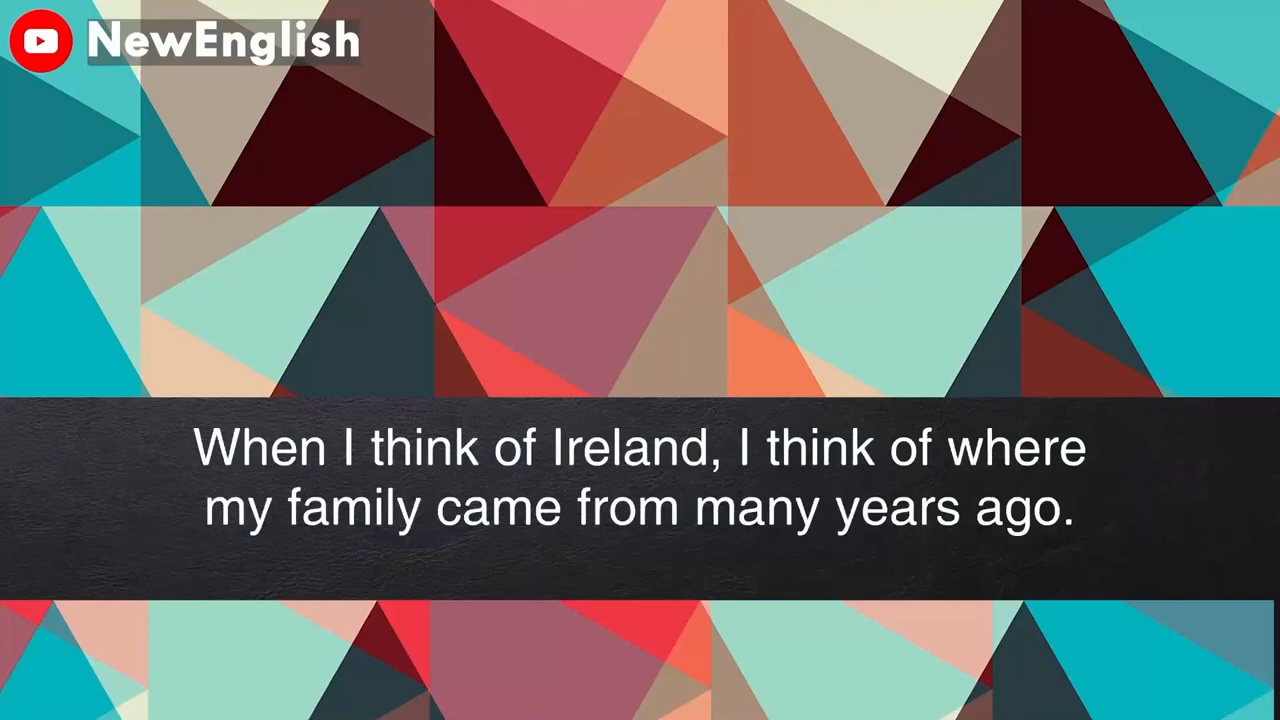 NewEnglish
When I think of Ireland, I think of where
my family came from many years ago.